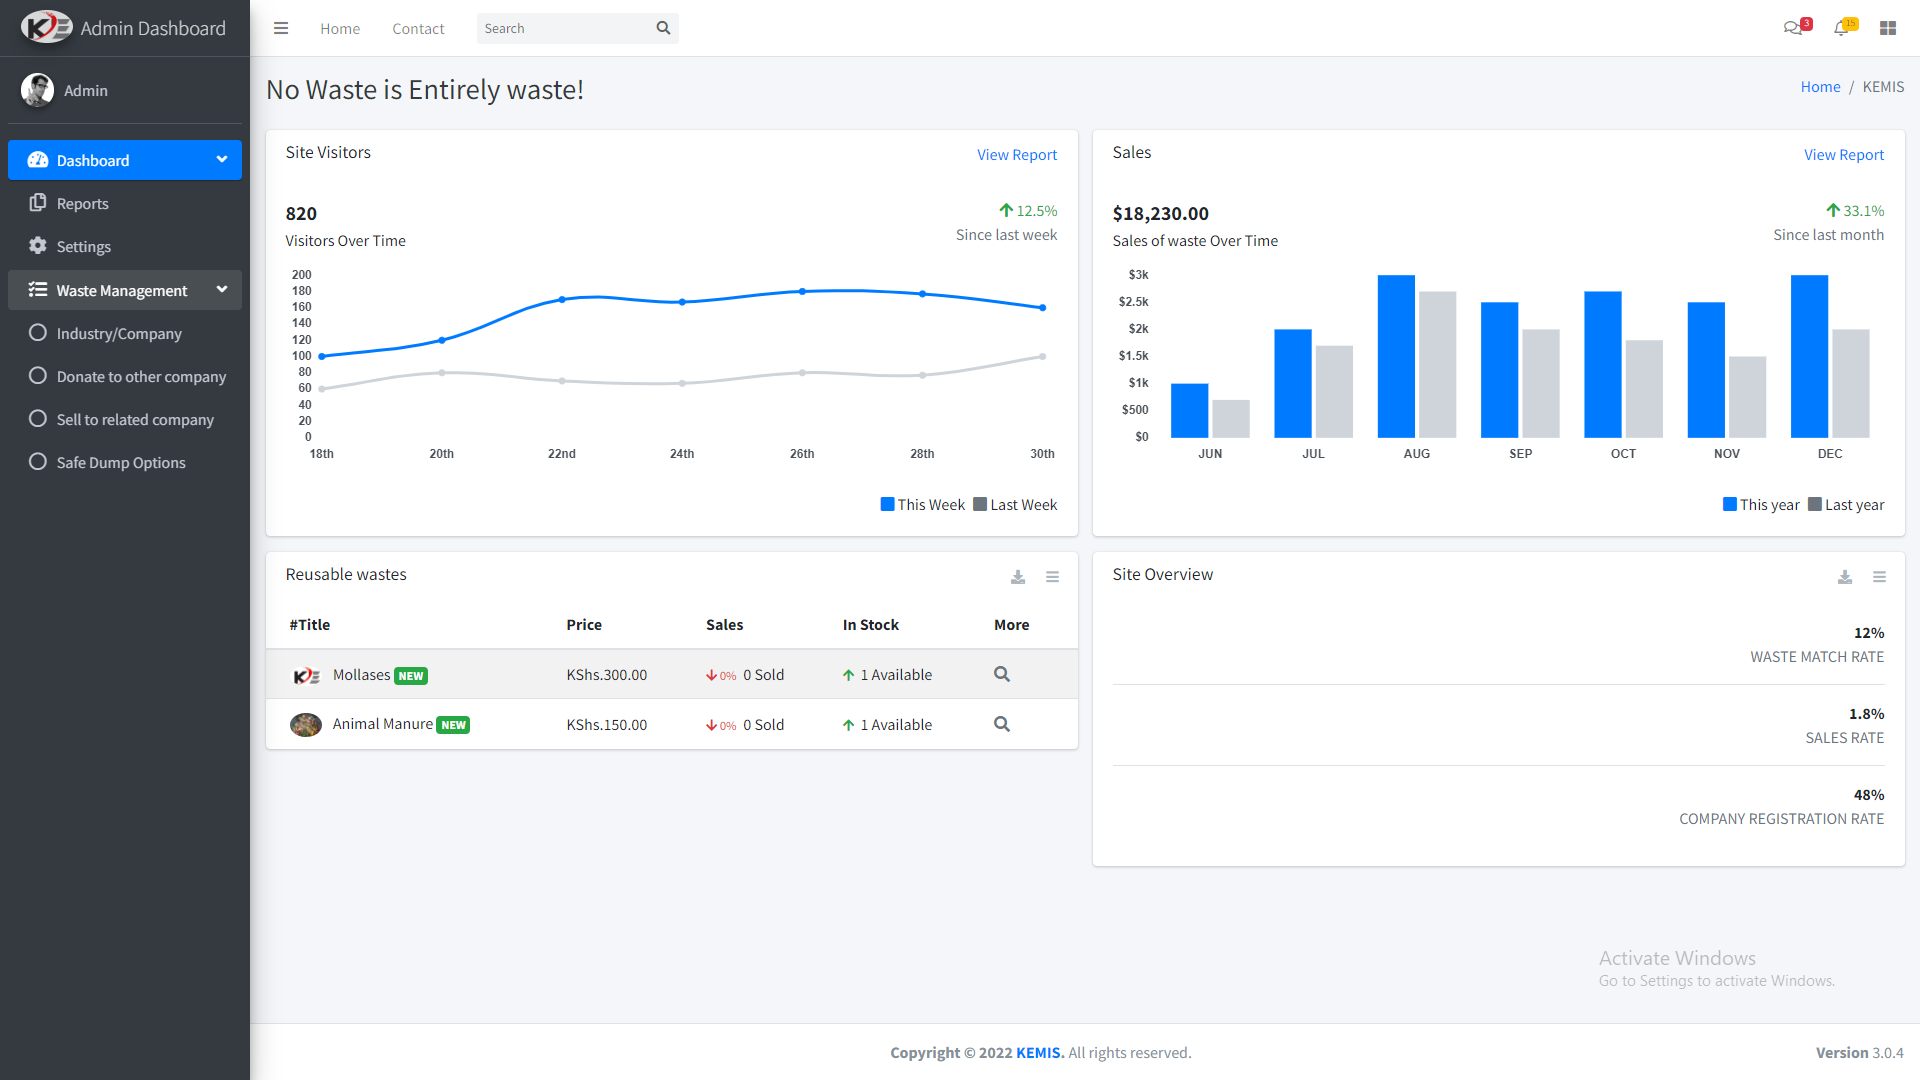 KE Admin Dashboard
Home
Contact
Search
3
15
Admin
No Waste is Entirely waste!
Home / KEMIS
Dashboard
Reports
Settings
Waste Management
Industry/Company
Donate to other company
Sell to related company
Safe Dump Options
Site Visitors
View Report
820
12.5%
Visitors Over Time
Since last week
200
180
160
140
120
100
80
60
40
20
0
18th 20th 22nd 24th 26th 28th 30th
This Week Last Week
Sales
View Report
$18,230.00
33.1%
Sales of waste Over Time
Since last month
$3k
$2.5k
$2k
$1.5k
$1k
$500
$0
JUN JUL AUG SEP OCT NOV DEC
This year Last year
Reusable wastes
#Title Price Sales In Stock More
KE Mollases NEW KShs.300.00 0% 0 Sold 1 Available
Animal Manure NEW KShs.150.00 0% 0 Sold 1 Available
Site Overview
12%
WASTE MATCH RATE
1.8%
SALES RATE
48%
COMPANY REGISTRATION RATE
Activate Windows
Go to Settings to activate Windows.
Copyright © 2022 KEMIS. All rights reserved.
Version 3.0.4